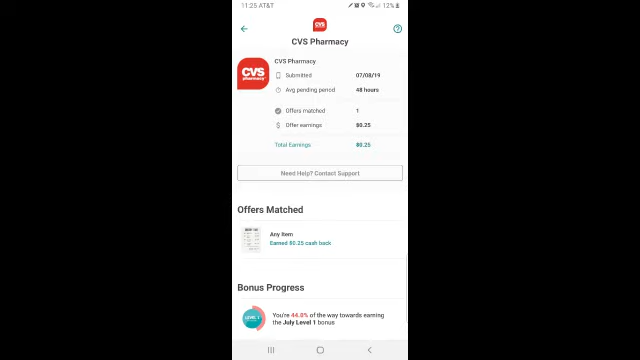 11:25 AT&T
12%
CVS Pharmacy
CVS
pharmacy
CVS Pharmacy
Submitted 07/08/19
Avg pending period 48 hours
Offers matched 1
Offer earnings $0.25
Total Earnings $0.25
Need Help? Contact Support
Offers Matched
Any Item
Earned $0.25 cash back
Bonus Progress
LEVEL 1
You're 44.0% of the way towards earning
the July Level 1 bonus